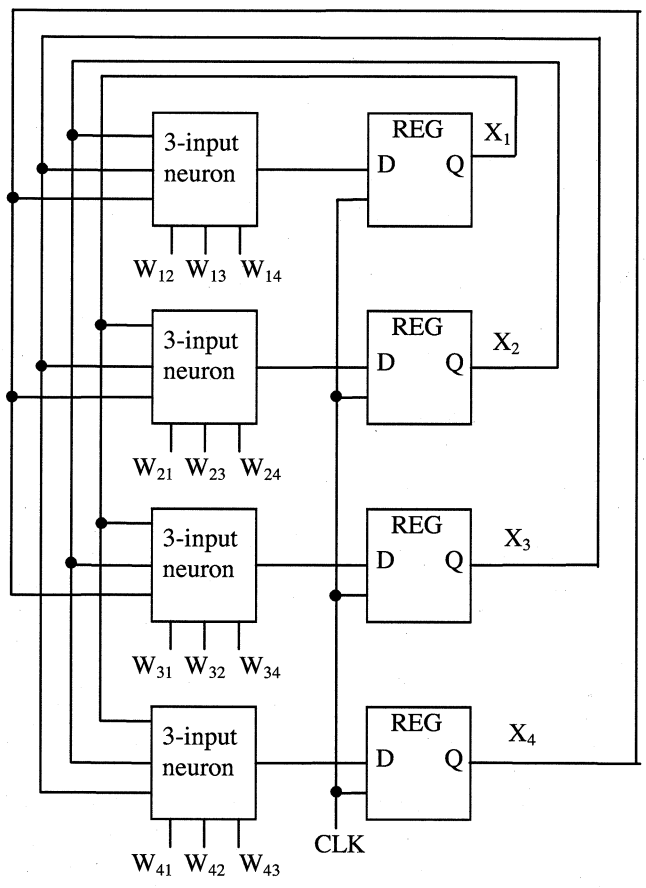 REG
X₁
3-input
D Q
neuron
W₁₂ W₁₃ W₁₄
REG
3-input
X₂
D Q
neuron
W₂₁ W₂₃ W₂₄
REG
3-input
X₃
D Q
neuron
W₃₁ W₃₂ W₃₄
REG
3-input
X₄
D Q
neuron
CLK
W₄₁ W₄₂ W₄₃